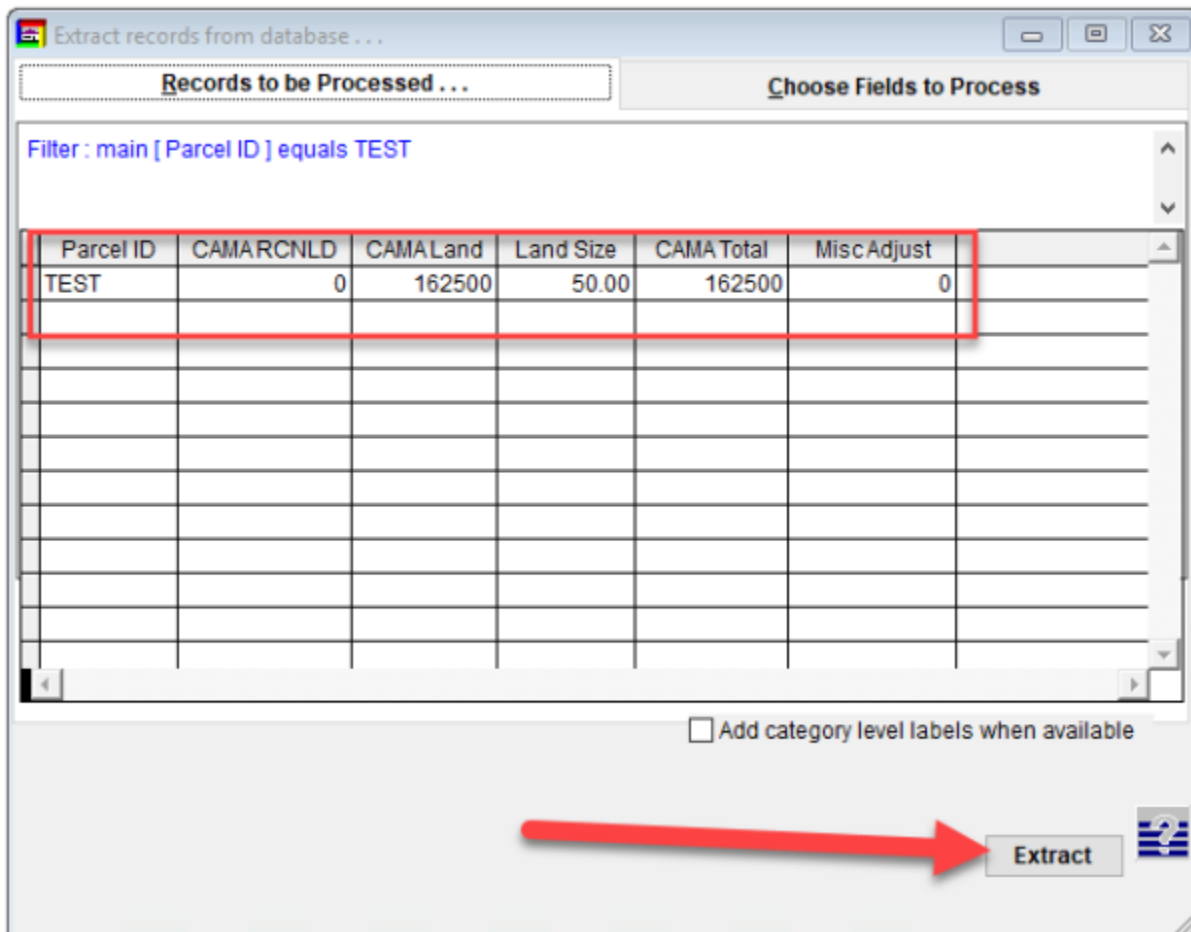 Extract records from database . . .
Records to be Processed . . .
Choose Fields to Process
Filter : main [ Parcel ID ] equals TEST
Parcel ID CAMA RCNLD CAMA Land Land Size CAMA Total Misc Adjust
TEST 0 162500 50.00 162500 0
Add category level labels when available
Extract
?